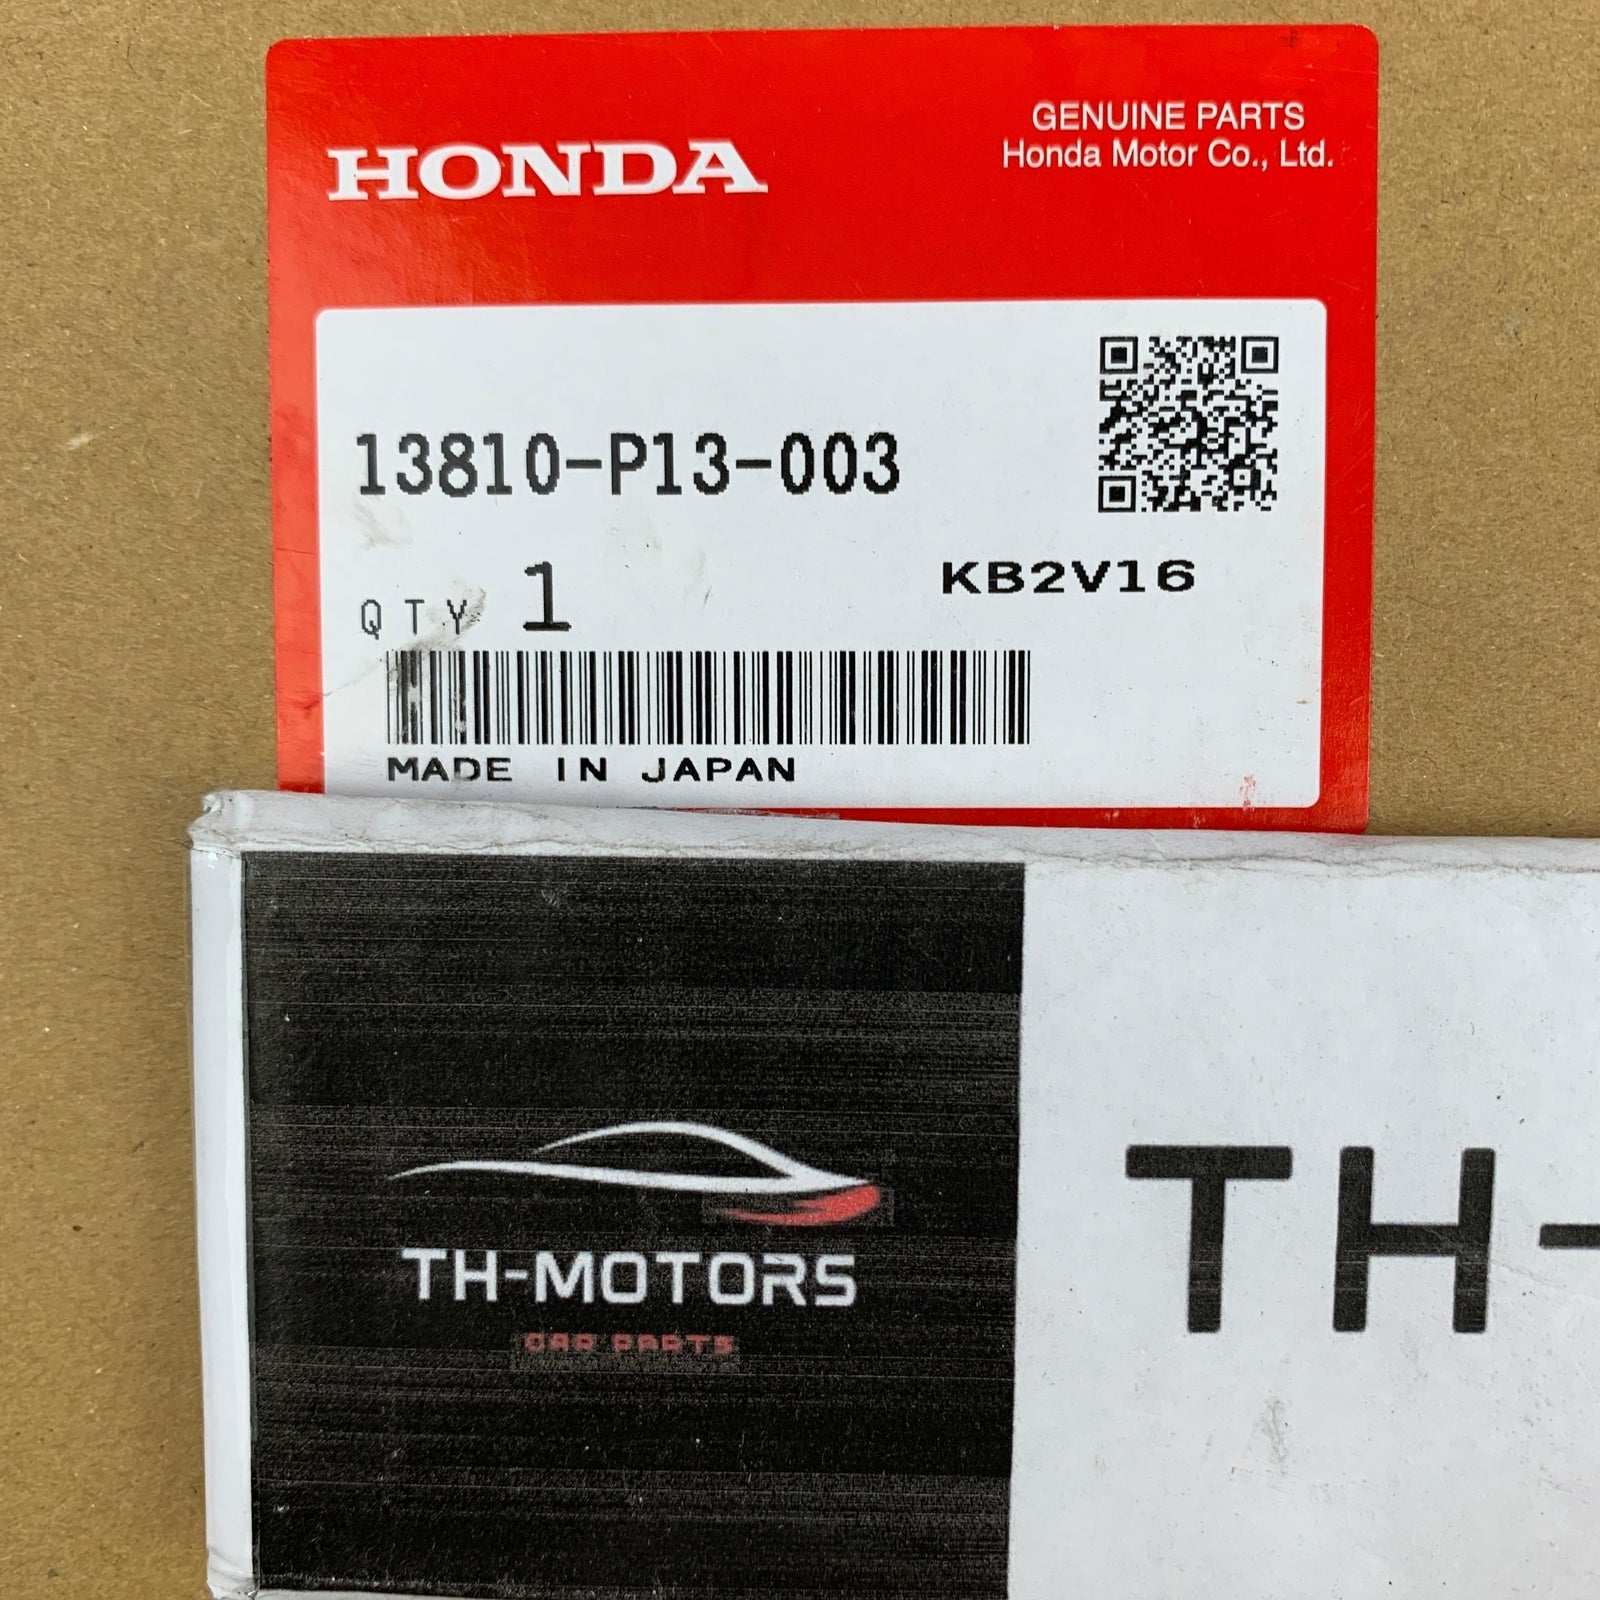 HONDA
GENUINE PARTS
Honda Motor Co., Ltd.
13810-P13-003
QTY 1
KB2V16
MADE IN JAPAN
TH-MOTORS
CAR PARTS
TH-